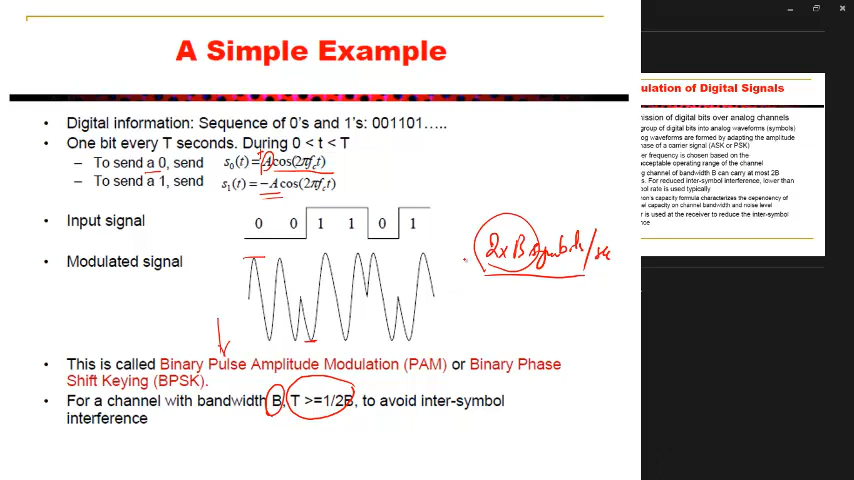 A Simple Example
• Digital information: Sequence of 0's and 1's: 001101…..
• One bit every T seconds. During 0 < t < T
– To send a 0, send s₀(t) = A cos(2πf_c t)
– To send a 1, send s₁(t) = −A cos(2πf_c t)
• Input signal
0 0 1 1 0 1
• Modulated signal
2 x B symbols/sec
• This is called Binary Pulse Amplitude Modulation (PAM) or Binary Phase
Shift Keying (BPSK).
• For a channel with bandwidth B, T >=1/2B, to avoid inter-symbol
interference
ulation of Digital Signals
mission of digital bits over analog channels
group of digital bits into analog waveforms (symbols)
og waveforms are formed by adapting the amplitude
hase of a carrier signal (ASK or PSK)
er frequency is chosen based on the
acceptable operating range of the channel
g channel of bandwidth B can carry at most 2B
. For reduced inter-symbol interference, lower than
bol rate is used typically
non's capacity formula characterizes the dependency of
el capacity on channel bandwidth and noise level
er is used at the receiver to reduce the inter-symbol
nce